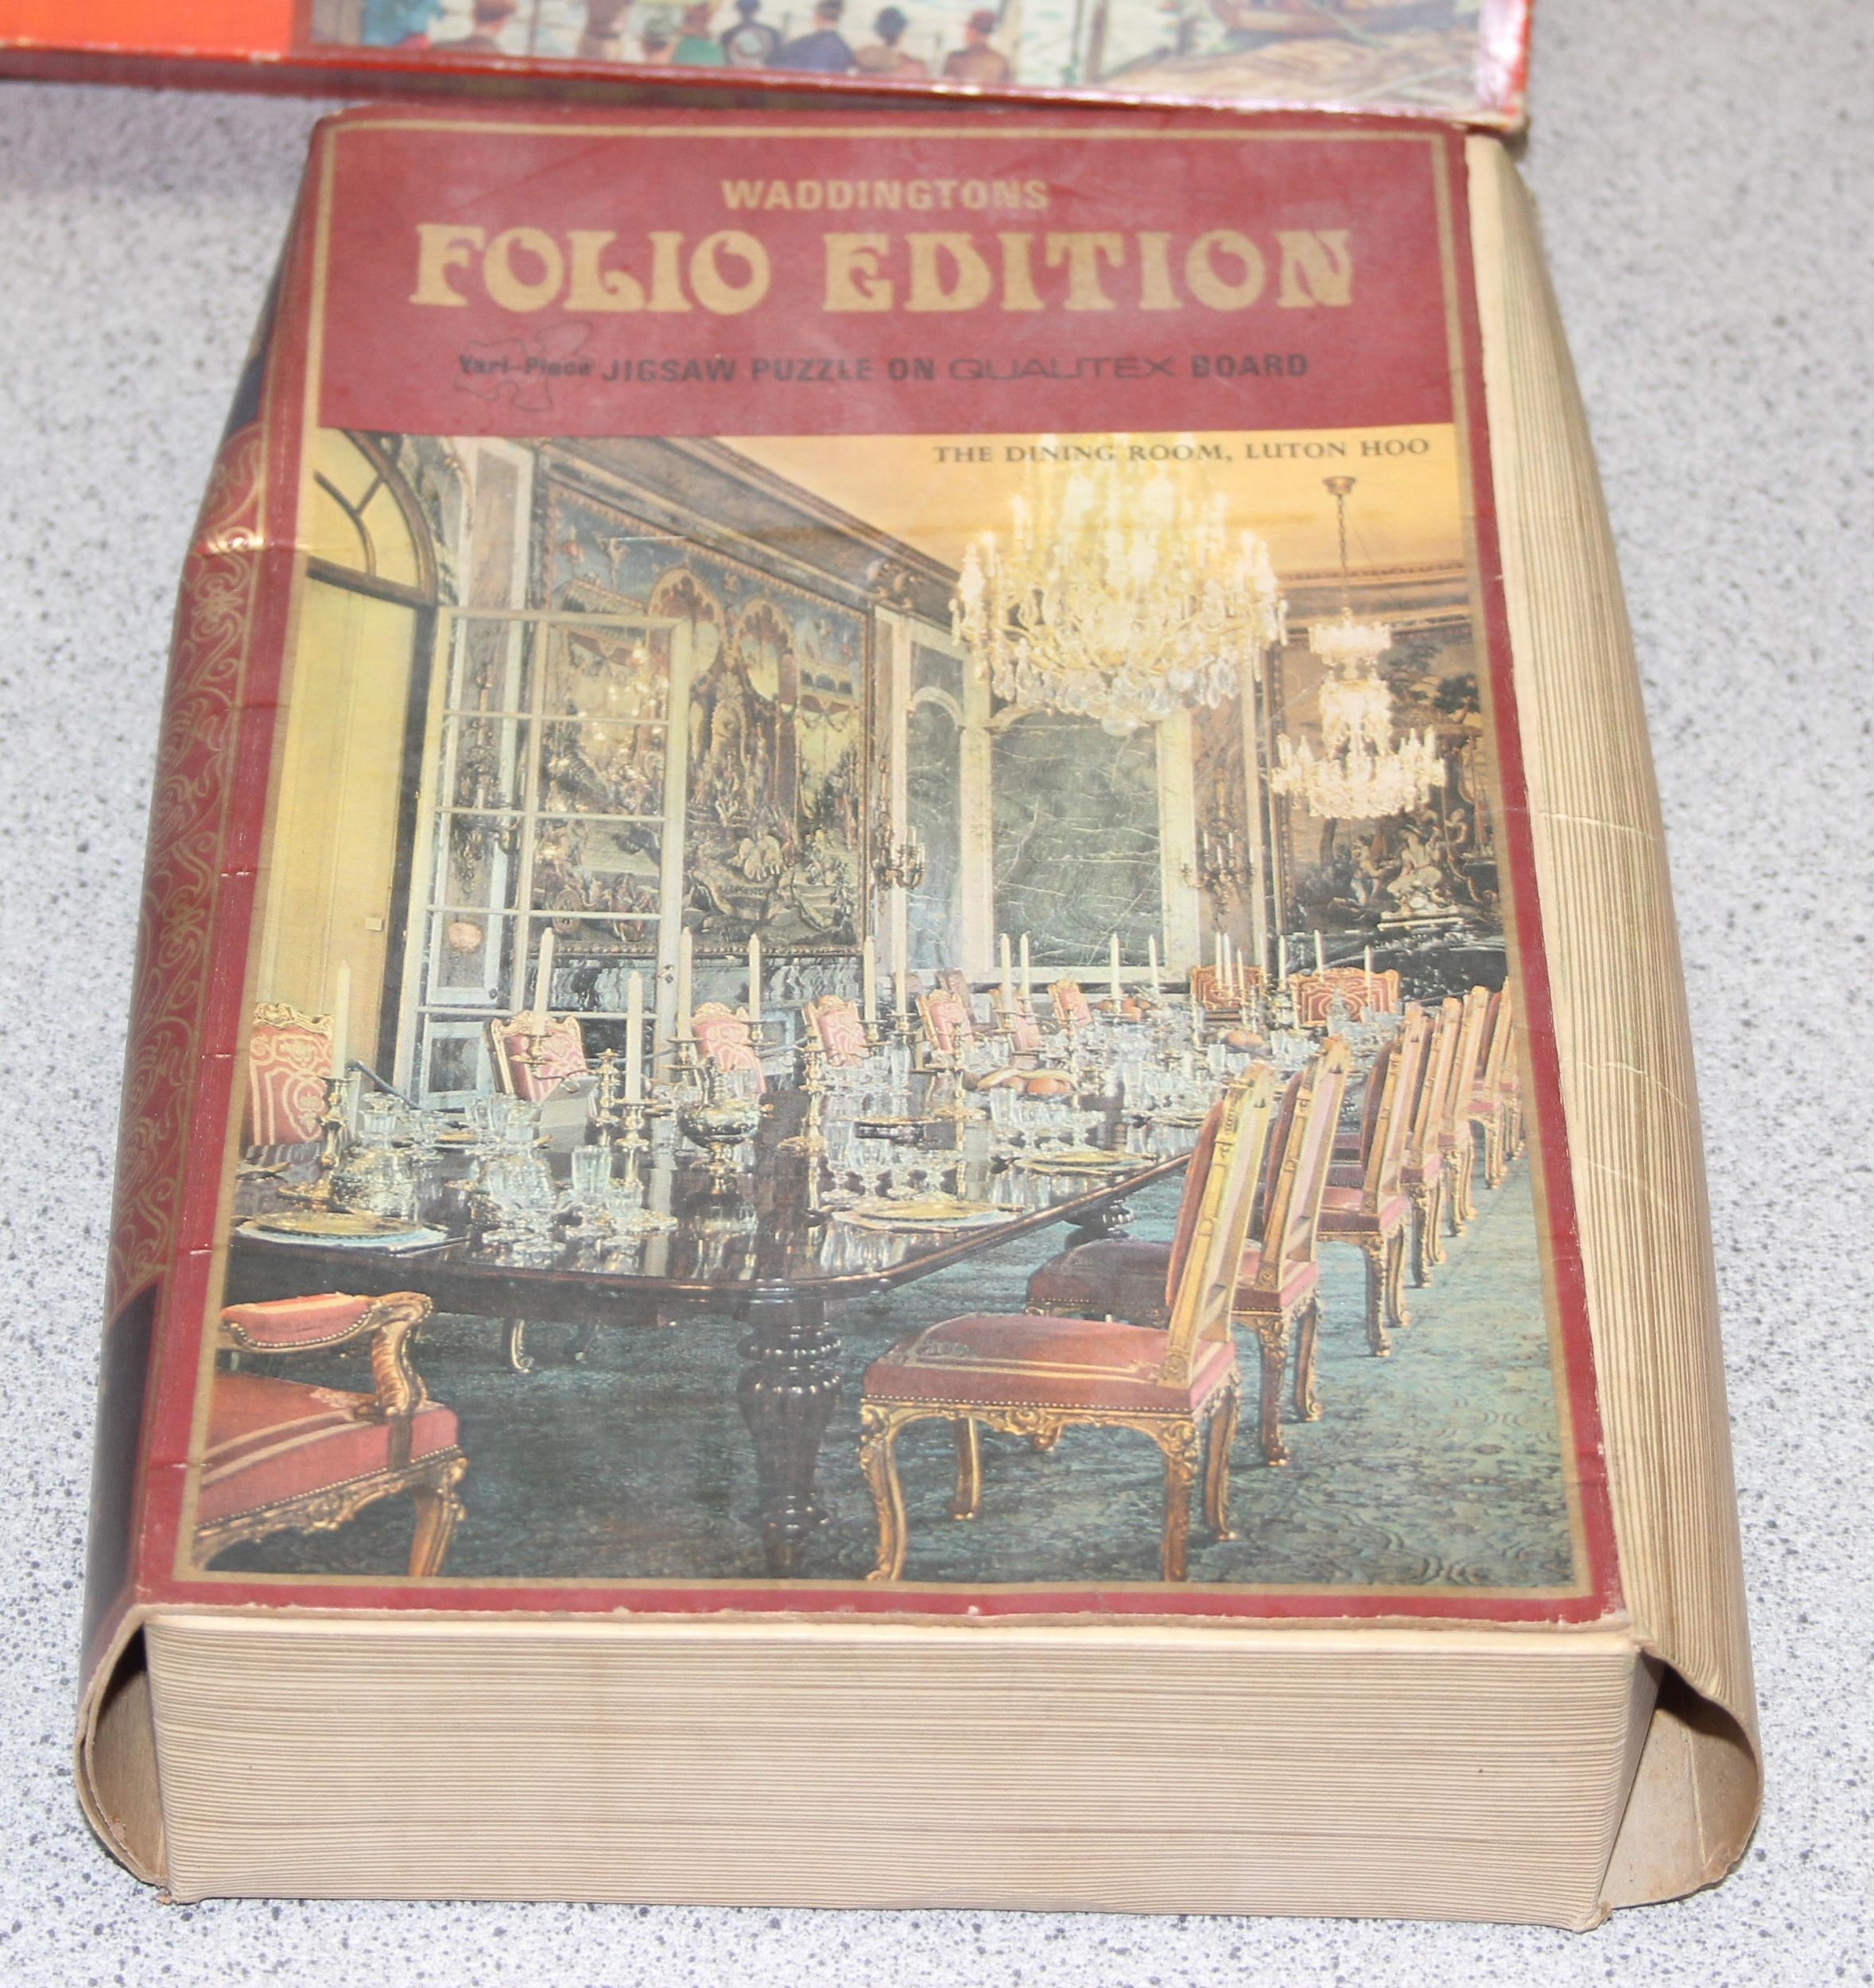 WADDINGTONS
FOLIO EDITION
Vari-Piece JIGSAW PUZZLE ON QUALITEX BOARD
THE DINING ROOM, LUTON HOO